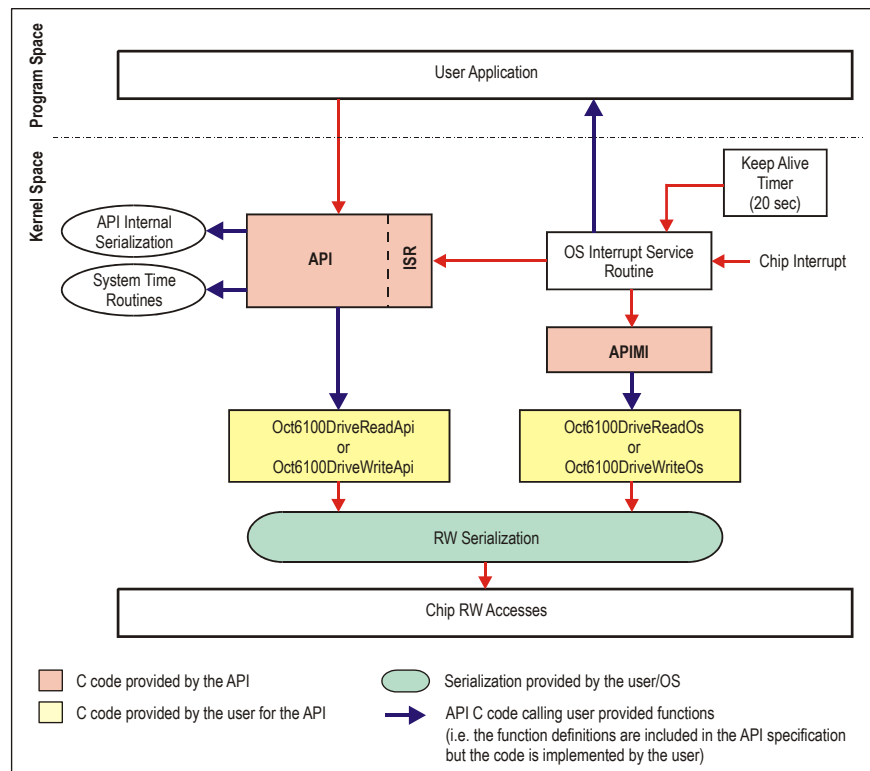 Program Space
User Application
Kernel Space
Keep Alive
Timer
(20 sec)
API Internal
Serialization
System Time
Routines
API
ISR
OS Interrupt Service
Routine
Chip Interrupt
APIMI
Oct6100DriveReadApi
or
Oct6100DriveWriteApi
Oct6100DriveReadOs
or
Oct6100DriveWriteOs
RW Serialization
Chip RW Accesses
C code provided by the API
C code provided by the user for the API
Serialization provided by the user/OS
API C code calling user provided functions
(i.e. the function definitions are included in the API specification
but the code is implemented by the user)